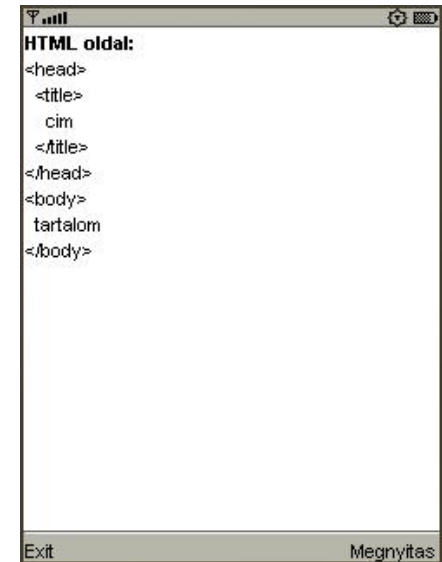 HTML oldal:
<head>
<title>
cim
</title>
</head>
<body>
tartalom
</body>
Exit
Megnyitas